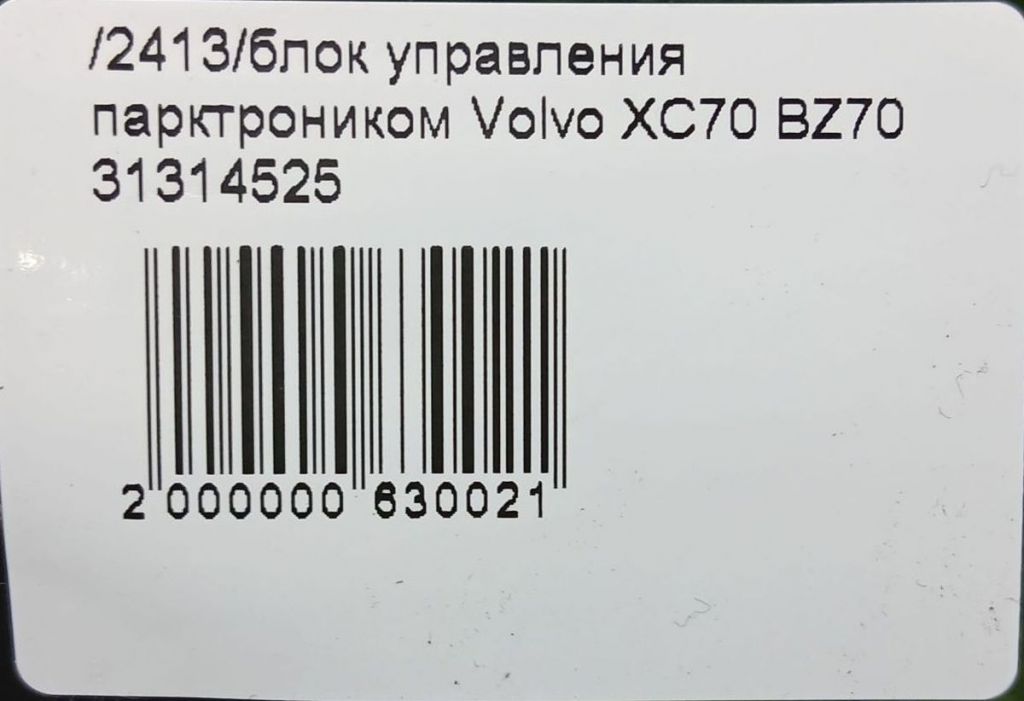 /2413/блок управления
парктроником Volvo XC70 BZ70
31314525
2 000000 630021